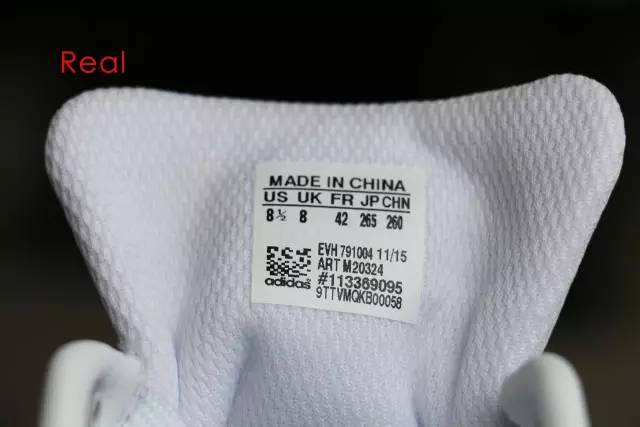 Real
MADE IN CHINA
US UK FR JP CHN
8½ 8 42 265 260
EVH 791004 11/15
ART M20324
#113369095
adidas
9TTVMQKB00058